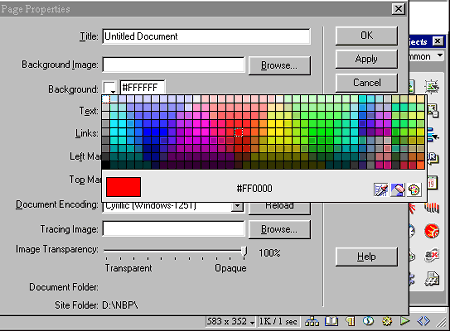 Page Properties
Title: Untitled Document
OK
Background Image:
Browse...
Apply
Background: #FFFFFF
Cancel
jects
mmon
Text:
Links:
Left Ma
Top Ma
#FF0000
Document Encoding: Cyrillic (Windows-1251)
Reload
Tracing Image:
Browse...
Image Transparency:
100%
Transparent
Opaque
Help
Document Folder:
Site Folder: D:\NBP\
583 x 352
1K / 1 sec